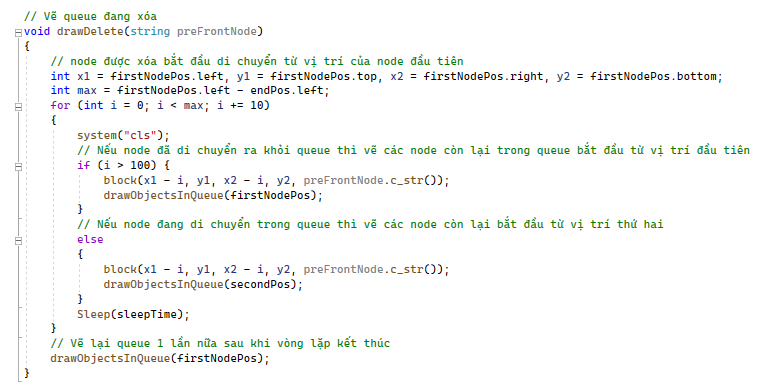 // Vẽ queue đang xóa
void drawDelete(string preFrontNode)
{
// node được xóa bắt đầu di chuyển từ vị trí của node đầu tiên
int x1 = firstNodePos.left, y1 = firstNodePos.top, x2 = firstNodePos.right, y2 = firstNodePos.bottom;
int max = firstNodePos.left - endPos.left;
for (int i = 0; i < max; i += 10)
{
system("cls");
// Nếu node đã di chuyển ra khỏi queue thì vẽ các node còn lại trong queue bắt đầu từ vị trí đầu tiên
if (i > 100) {
block(x1 - i, y1, x2 - i, y2, preFrontNode.c_str());
drawObjectsInQueue(firstNodePos);
}
// Nếu node đang di chuyển trong queue thì vẽ các node còn lại bắt đầu từ vị trí thứ hai
else
{
block(x1 - i, y1, x2 - i, y2, preFrontNode.c_str());
drawObjectsInQueue(secondPos);
}
Sleep(sleepTime);
}
// Vẽ lại queue 1 lần nữa sau khi vòng lặp kết thúc
drawObjectsInQueue(firstNodePos);
}